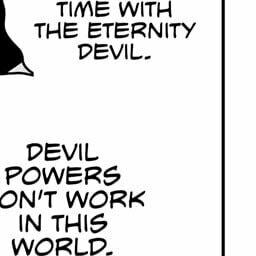 TIME WITH
THE ETERNITY
DEVIL.
DEVIL
POWERS
ON'T WORK
IN THIS
WORLD.